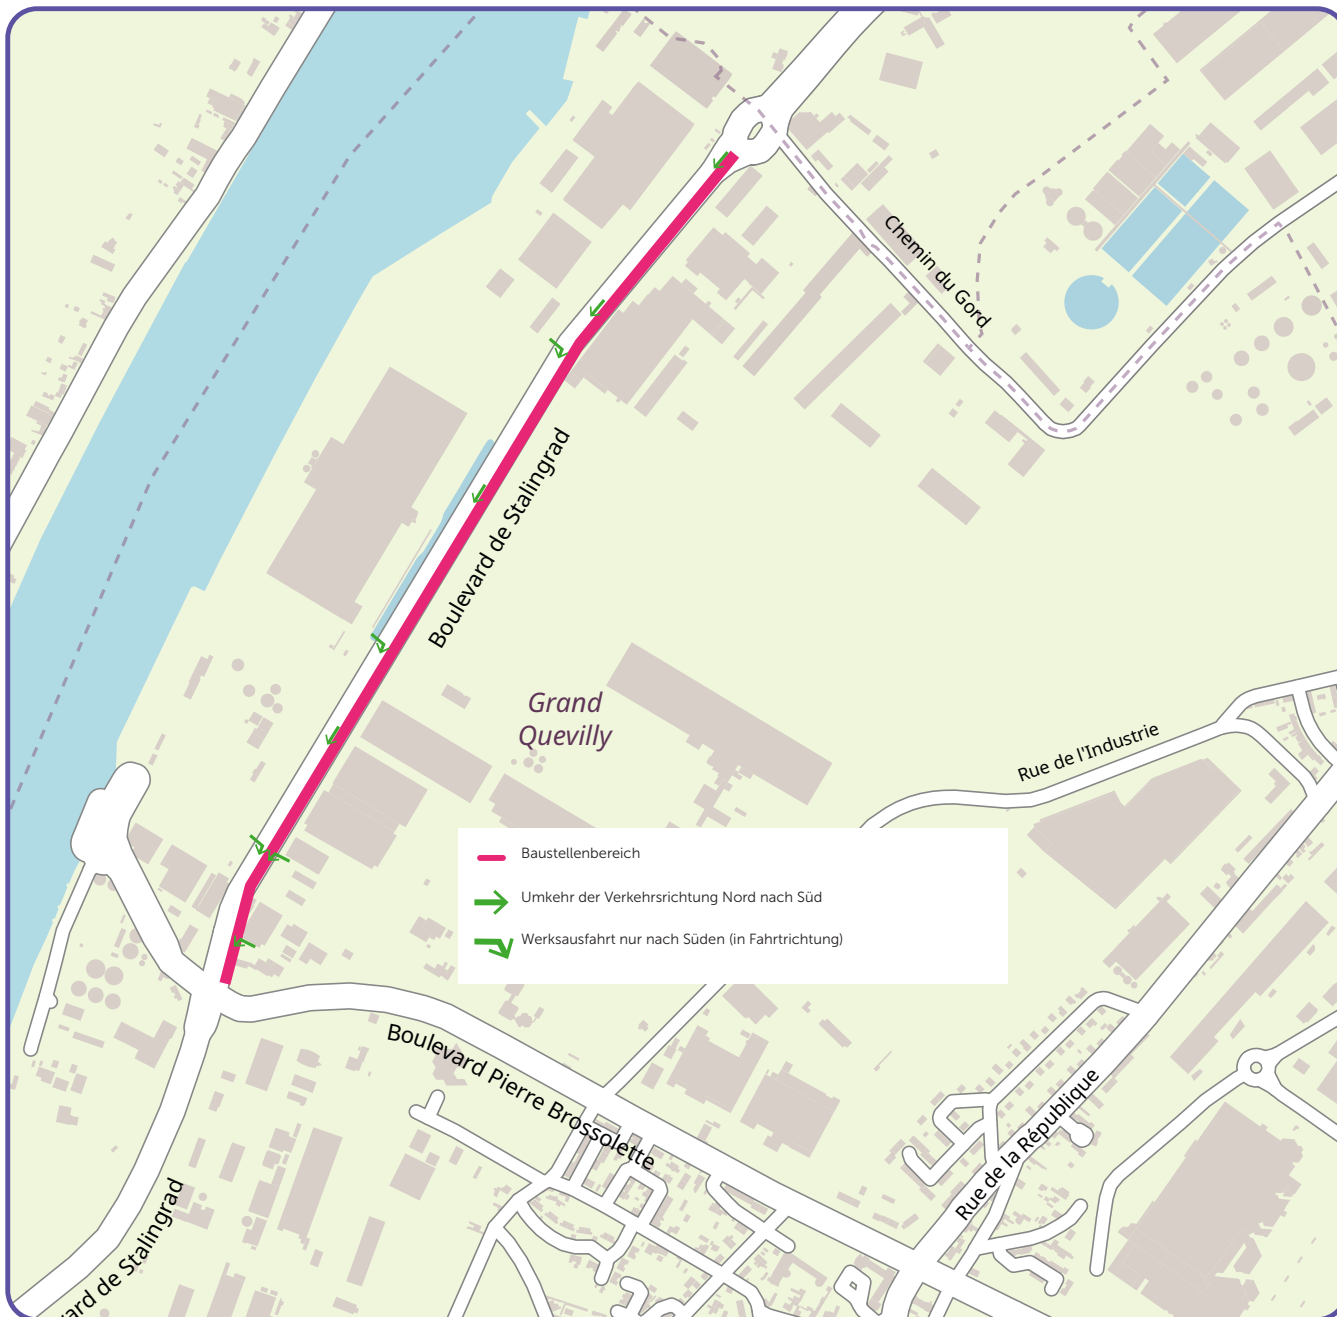 Chemin du Gord
Boulevard de Stalingrad
Grand
Quevilly
Rue de l'Industrie
Baustellenbereich
Umkehr der Verkehrsrichtung Nord nach Süd
Werksausfahrt nur nach Süden (in Fahrtrichtung)
Boulevard Pierre Brossolette
Rue de la République
ard de Stalingrad